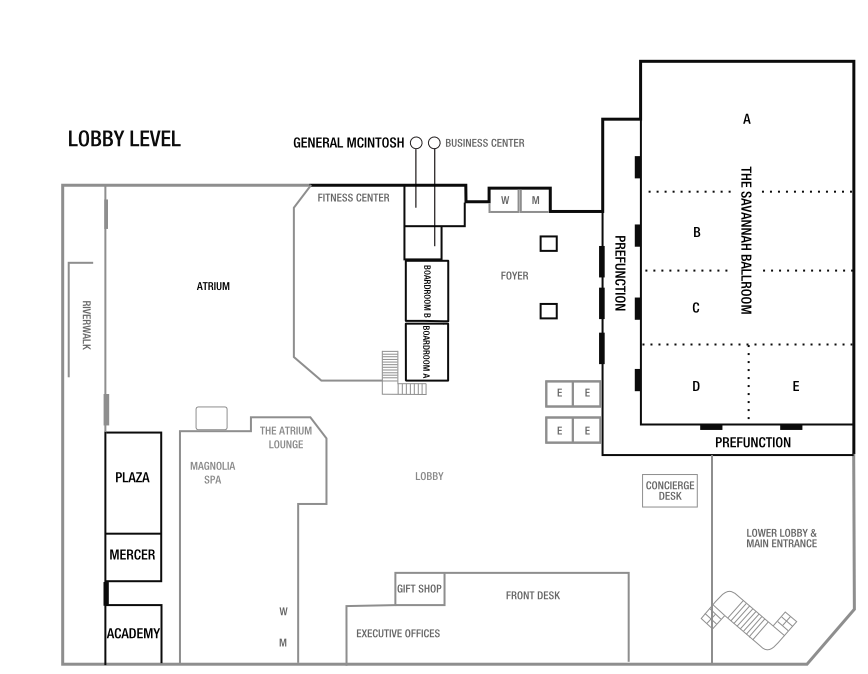 A
LOBBY LEVEL
GENERAL MCINTOSH
BUSINESS CENTER
FITNESS CENTER
W
M
THE SAVANNAH BALLROOM
B
PREFUNCTION
FOYER
ATRIUM
BOARDROOM B
RIVERWALK
C
BOARDROOM A
D
E
E
E
E
E
THE ATRIUM
LOUNGE
PREFUNCTION
MAGNOLIA
SPA
PLAZA
LOBBY
CONCIERGE
DESK
LOWER LOBBY &
MAIN ENTRANCE
MERCER
GIFT SHOP
FRONT DESK
W
ACADEMY
EXECUTIVE OFFICES
M